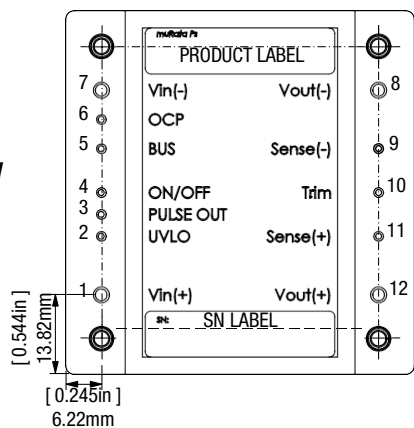 muRata Ps
PRODUCT LABEL
7 Vin(-) Vout(-) 8
6 OCP
5 BUS Sense(-) 9
4 ON/OFF Trim 10
3 PULSE OUT
2 UVLO Sense(+) 11
1 Vin(+) Vout(+) 12
SN: SN LABEL
[ 0.544in ]
13.82mm
[ 0.245in ]
6.22mm